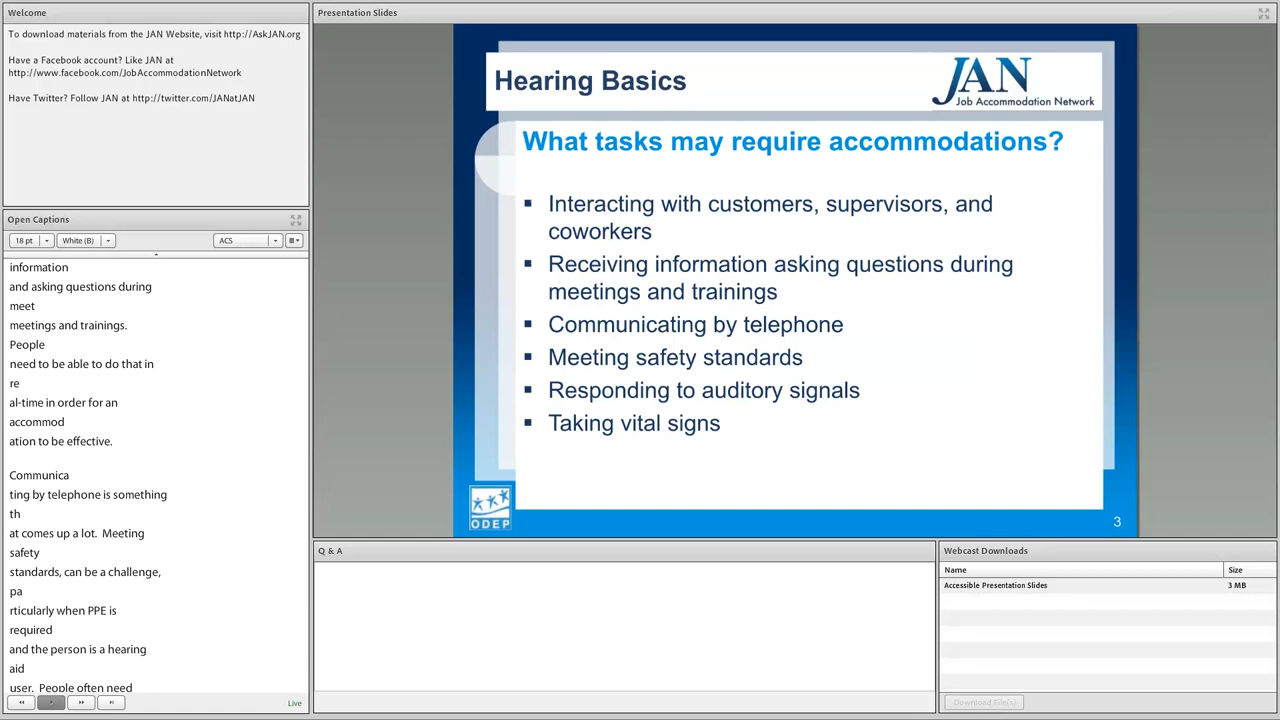 Welcome
To download materials from the JAN Website, visit http://AskJAN.org
Have a Facebook account? Like JAN at
http://www.facebook.com/JobAccommodationNetwork
Have Twitter? Follow JAN at http://twitter.com/JANatJAN
Open Captions
18 pt
White (B)
ACS
information
and asking questions during
meet
meetings and trainings.
People
need to be able to do that in
re
al-time in order for an
accommod
ation to be effective.
Communica
ting by telephone is something
th
at comes up a lot. Meeting
safety
standards, can be a challenge,
pa
rticularly when PPE is
required
and the person is a hearing
aid
user. People often need
Live
Presentation Slides
Hearing Basics
JAN
Job Accommodation Network
What tasks may require accommodations?
▪ Interacting with customers, supervisors, and
coworkers
▪ Receiving information asking questions during
meetings and trainings
▪ Communicating by telephone
▪ Meeting safety standards
▪ Responding to auditory signals
▪ Taking vital signs
ODEP
3
Q & A
Webcast Downloads
Name Size
Accessible Presentation Slides 3 MB
Download File(s)